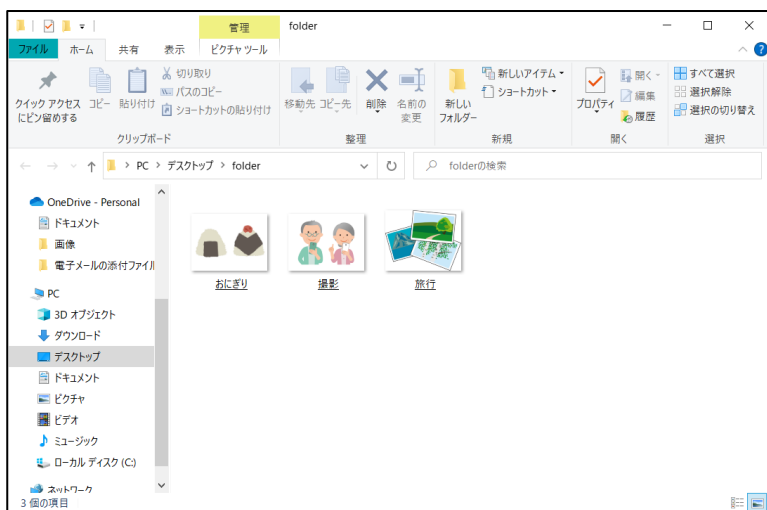 管理
folder
ファイル
ホーム
共有
表示
ピクチャ ツール
クイック アクセス
にピン留めする
コピー
貼り付け
切り取り
パスのコピー
ショートカットの貼り付け
クリップボード
移動先
コピー先
削除
名前の
変更
整理
新しい
フォルダー
新しいアイテム
ショートカット
新規
プロパティ
開く
編集
履歴
開く
すべて選択
選択解除
選択の切り替え
選択
PC > デスクトップ > folder
folderの検索
OneDrive - Personal
ドキュメント
画像
電子メールの添付ファイル
PC
3D オブジェクト
ダウンロード
デスクトップ
ドキュメント
ピクチャ
ビデオ
ミュージック
ローカル ディスク (C:)
ネットワーク
おにぎり
撮影
旅行
3 個の項目